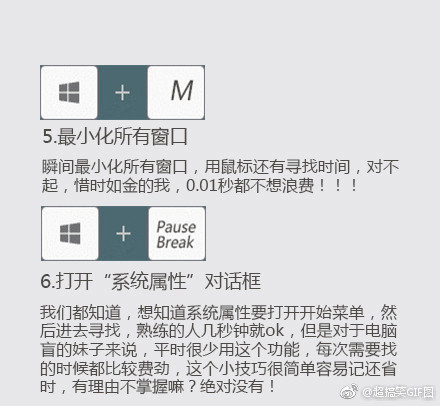 + M
5.最小化所有窗口
瞬间最小化所有窗口，用鼠标还有寻找时间，对不
起，惜时如金的我，0.01秒都不想浪费！！！
+ Pause
Break
6.打开“系统属性”对话框
我们都知道，想知道系统属性要打开开始菜单，然
后进去寻找，熟练的人几秒钟就ok，但是对于电脑
盲的妹子来说，平时很少用这个功能，每次需要找
的时候都比较费劲，这个小技巧很简单容易记还省
时，有理由不掌握嘛？绝对没有！
@超搞笑GIF图